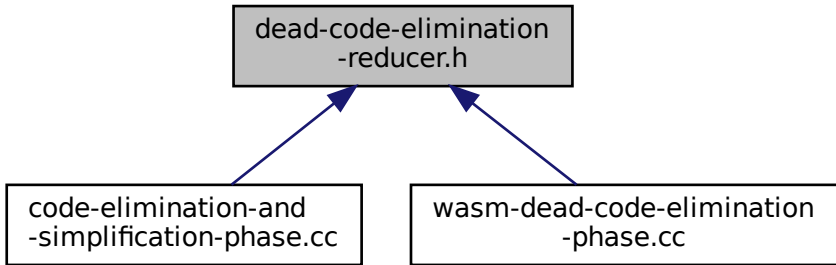 dead-code-elimination
-reducer.h
code-elimination-and
-simplification-phase.cc
wasm-dead-code-elimination
-phase.cc